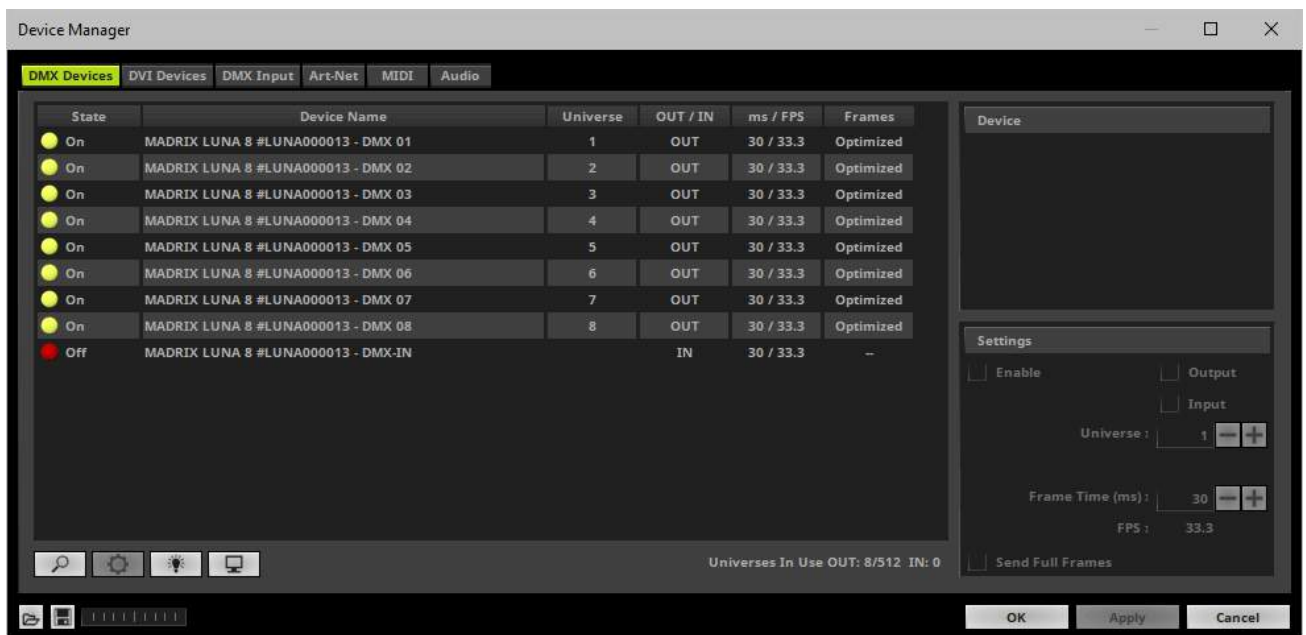 Device Manager
DMX Devices DVI Devices DMX Input Art-Net MIDI Audio
State Device Name Universe OUT / IN ms / FPS Frames
On MADRIX LUNA 8 #LUNA000013 - DMX 01 1 OUT 30 / 33.3 Optimized
On MADRIX LUNA 8 #LUNA000013 - DMX 02 2 OUT 30 / 33.3 Optimized
On MADRIX LUNA 8 #LUNA000013 - DMX 03 3 OUT 30 / 33.3 Optimized
On MADRIX LUNA 8 #LUNA000013 - DMX 04 4 OUT 30 / 33.3 Optimized
On MADRIX LUNA 8 #LUNA000013 - DMX 05 5 OUT 30 / 33.3 Optimized
On MADRIX LUNA 8 #LUNA000013 - DMX 06 6 OUT 30 / 33.3 Optimized
On MADRIX LUNA 8 #LUNA000013 - DMX 07 7 OUT 30 / 33.3 Optimized
On MADRIX LUNA 8 #LUNA000013 - DMX 08 8 OUT 30 / 33.3 Optimized
Off MADRIX LUNA 8 #LUNA000013 - DMX-IN IN 30 / 33.3 --
Universes In Use OUT: 8/512 IN: 0
Device
Settings
Enable Output
Input
Universe : 1
Frame Time (ms) : 30
FPS : 33.3
Send Full Frames
OK Apply Cancel